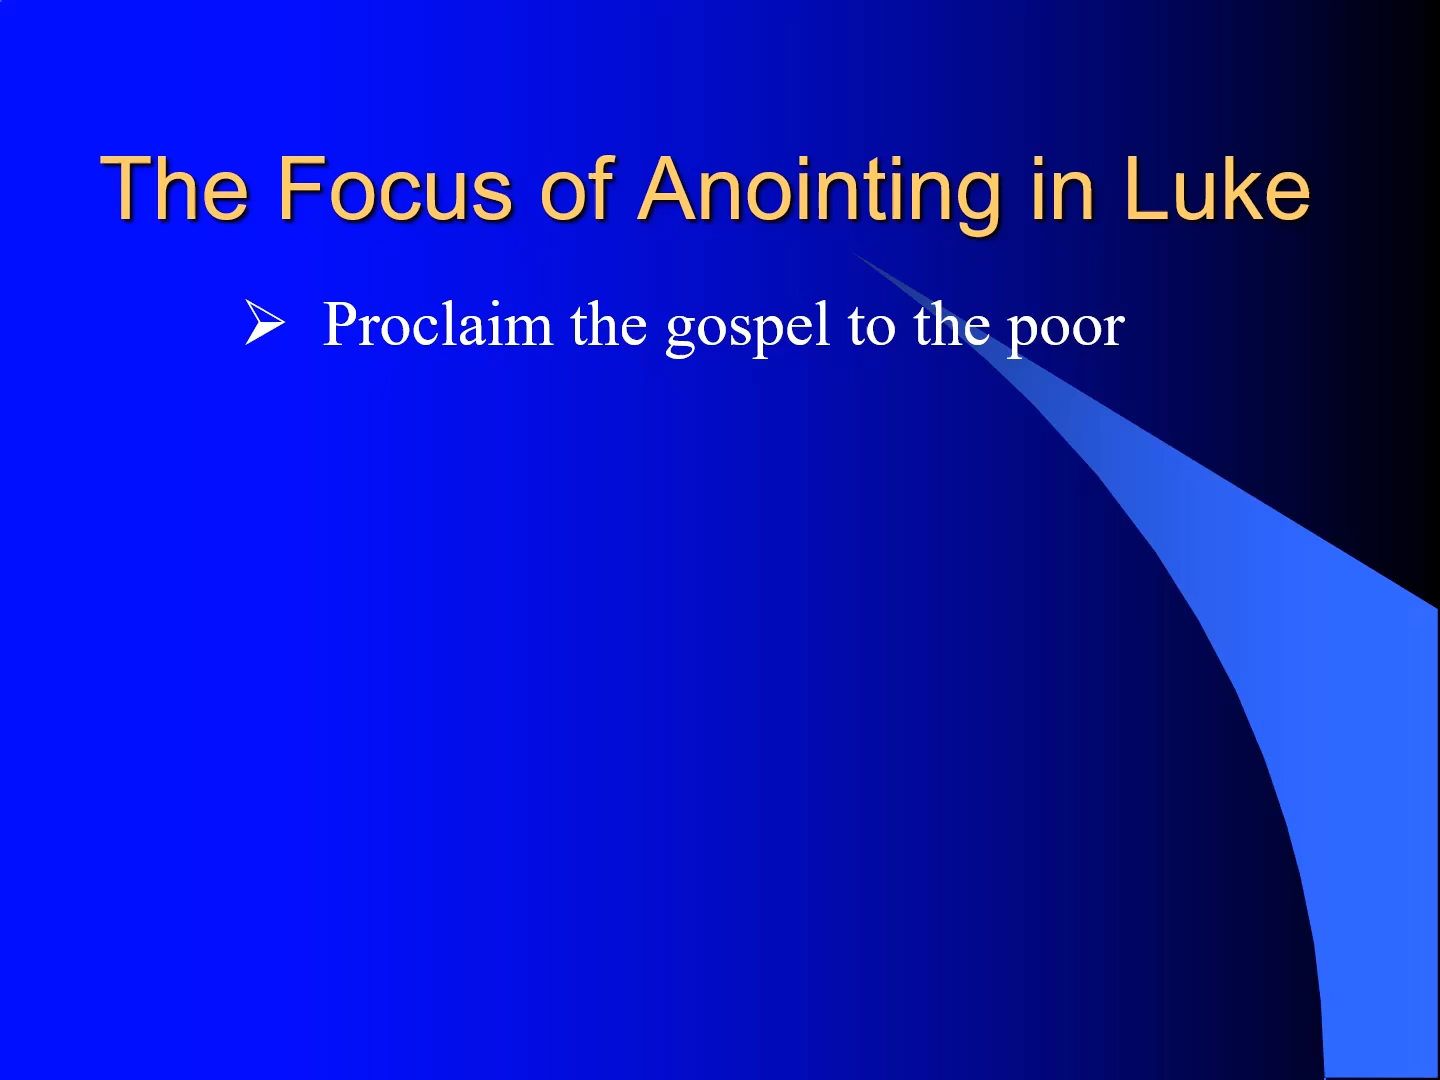 The Focus of Anointing in Luke
➢ Proclaim the gospel to the poor